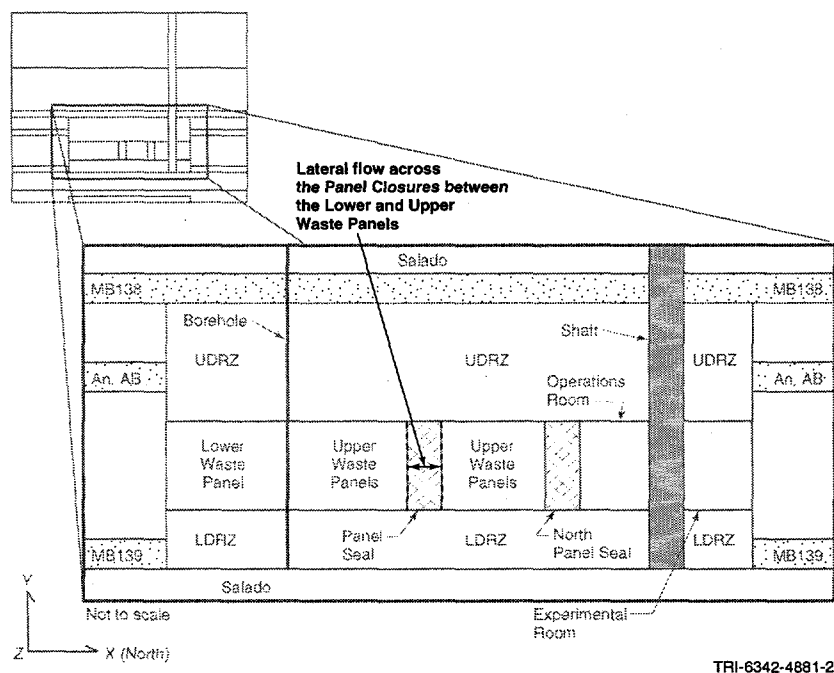 Lateral flow across
the Panel Closures between
the Lower and Upper
Waste Panels
Salado
MB138
MB138
Borehole
Shaft
UDRZ
UDRZ
UDRZ
An. AB
An. AB
Operations
Room
Lower
Waste
Panel
Upper
Waste
Panels
Upper
Waste
Panels
LDRZ
Panel
Seal
LDRZ
North
Panel Seal
LDRZ
MB139
MB139
Salado
Y
Not to scale
Experimental
Room
Z
X (North)
TRI-6342-4881-2